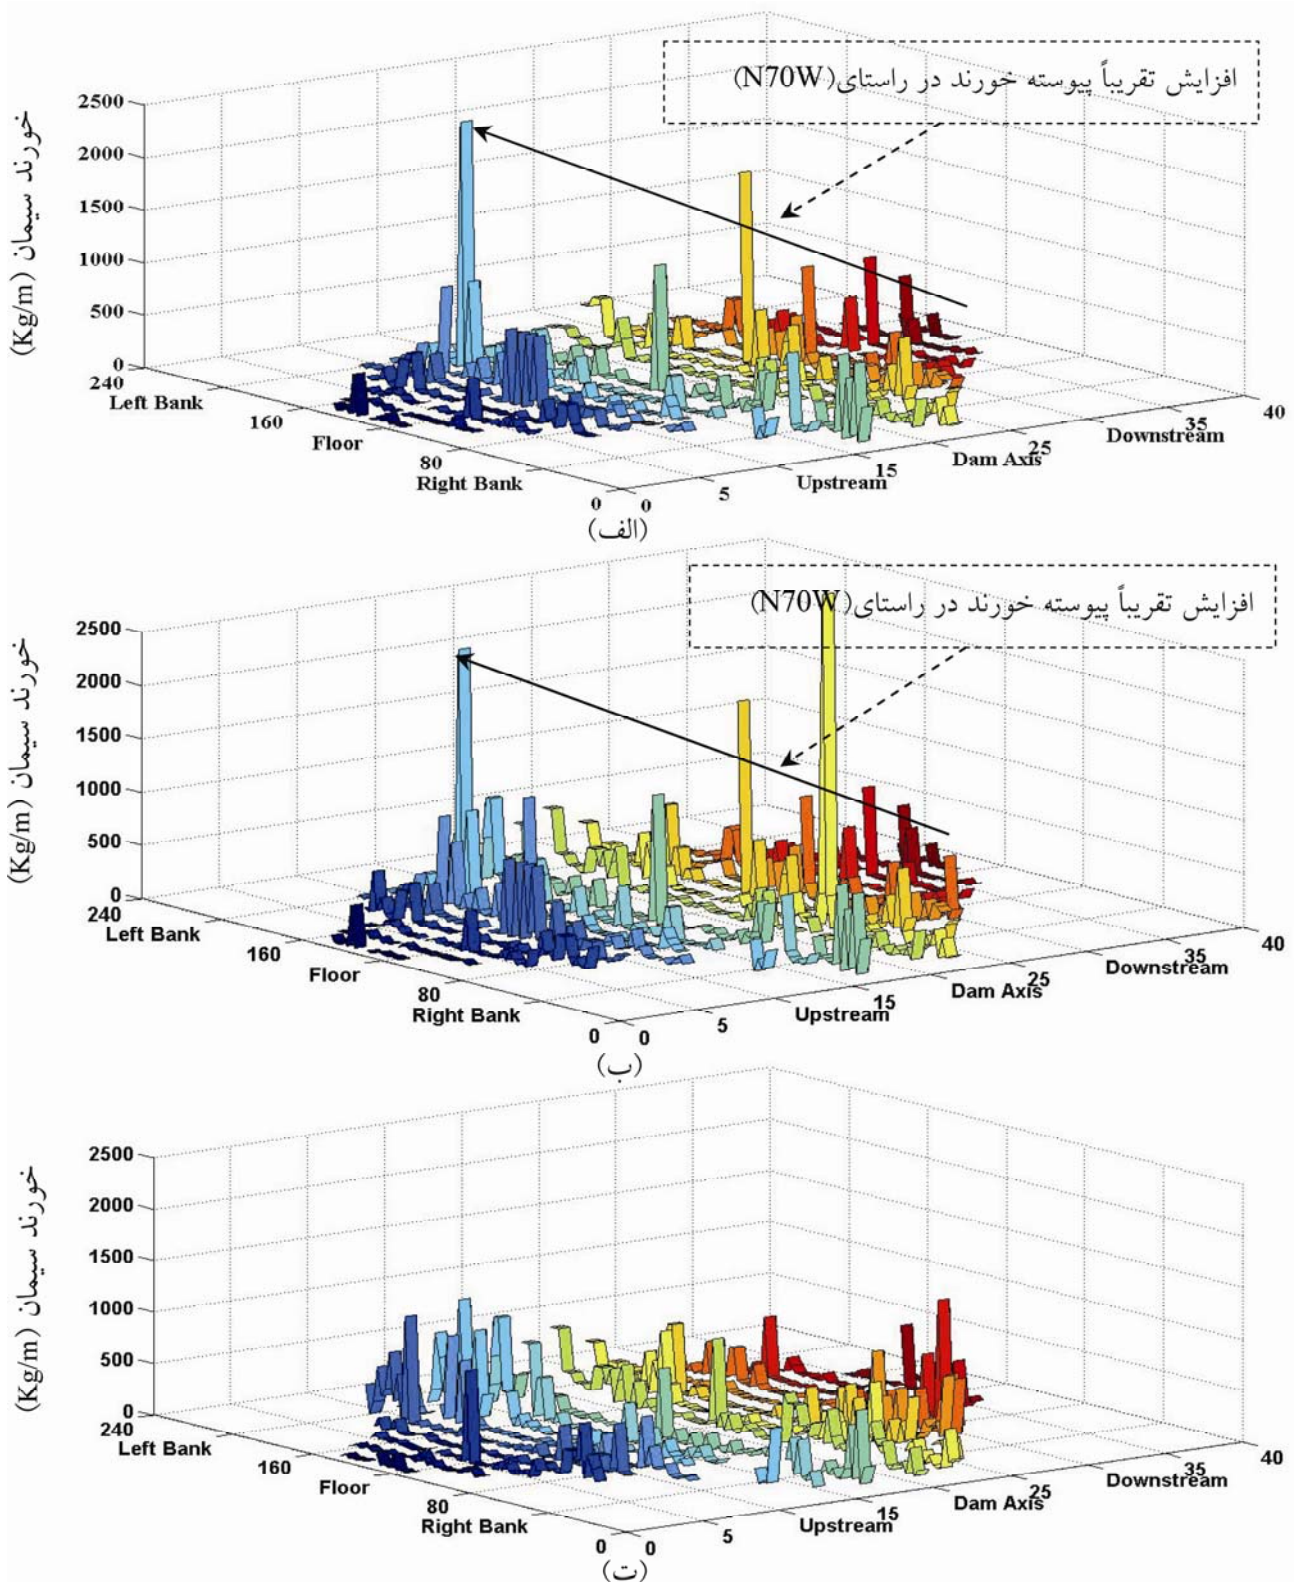 افزایش تقریباً پیوسته خورند در راستای(N70W)
خورند سیمان (Kg/m)
2500
2000
1500
1000
500
0
240
Left Bank
160
Floor
80
Right Bank
0
0
5
Upstream
15
Dam Axis
25
Downstream
35
40
(الف)
افزایش تقریباً پیوسته خورند در راستای(N70W)
خورند سیمان (Kg/m)
2500
2000
1500
1000
500
0
240
Left Bank
160
Floor
80
Right Bank
0
0
5
Upstream
15
Dam Axis
25
Downstream
35
40
(ب)
خورند سیمان (Kg/m)
2500
2000
1500
1000
500
0
240
Left Bank
160
Floor
80
Right Bank
0
0
5
Upstream
15
Dam Axis
25
Downstream
35
40
(ت)